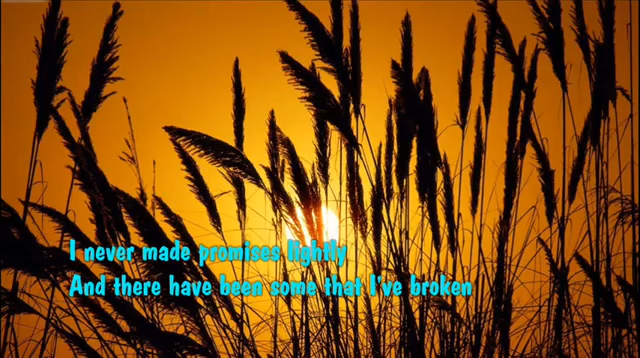 I never made promises lightly
And there have been some that I've broken